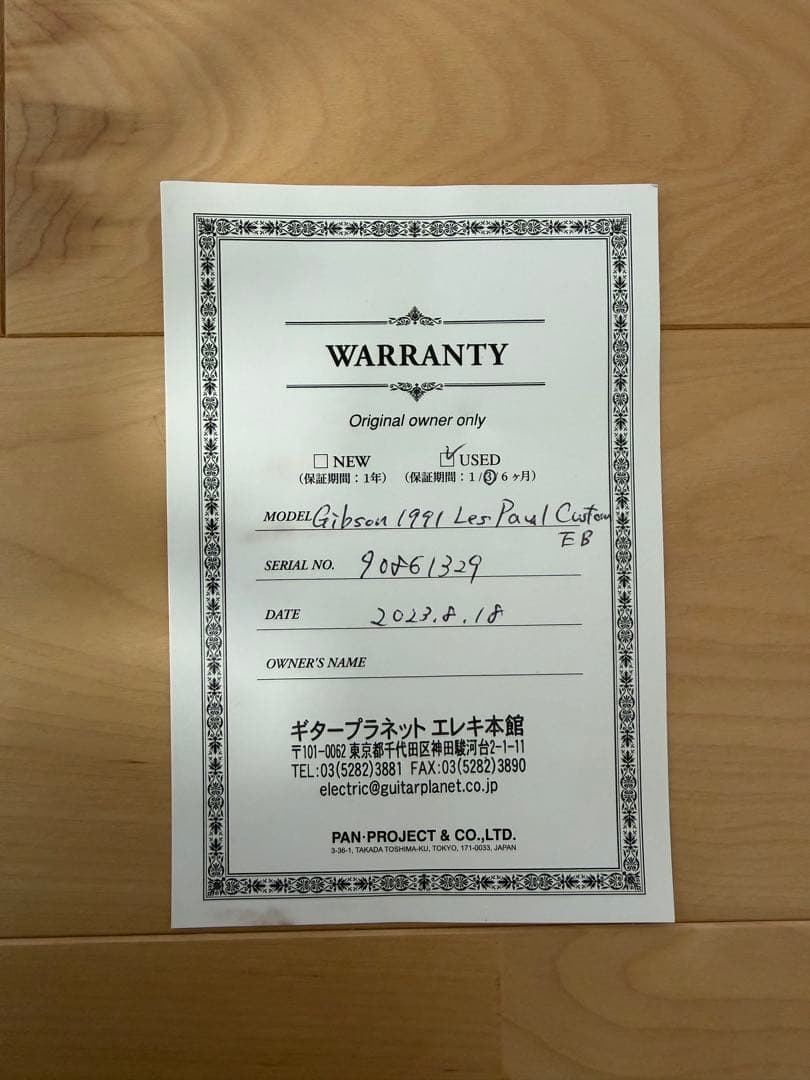 WARRANTY
Original owner only
□ NEW ☑ USED
(保証期間：1年) (保証期間：1/③/6ヶ月)
MODEL Gibson 1991 Les Paul Custom
EB
SERIAL NO. 90861329
DATE 2023.8.18
OWNER'S NAME
ギタープラネット エレキ本館
〒101-0062 東京都千代田区神田駿河台2-1-11
TEL:03(5282)3881 FAX:03(5282)3890
electric@guitarplanet.co.jp
PAN·PROJECT & CO.,LTD.
3-36-1, TAKADA TOSHIMA-KU, TOKYO, 171-0033, JAPAN